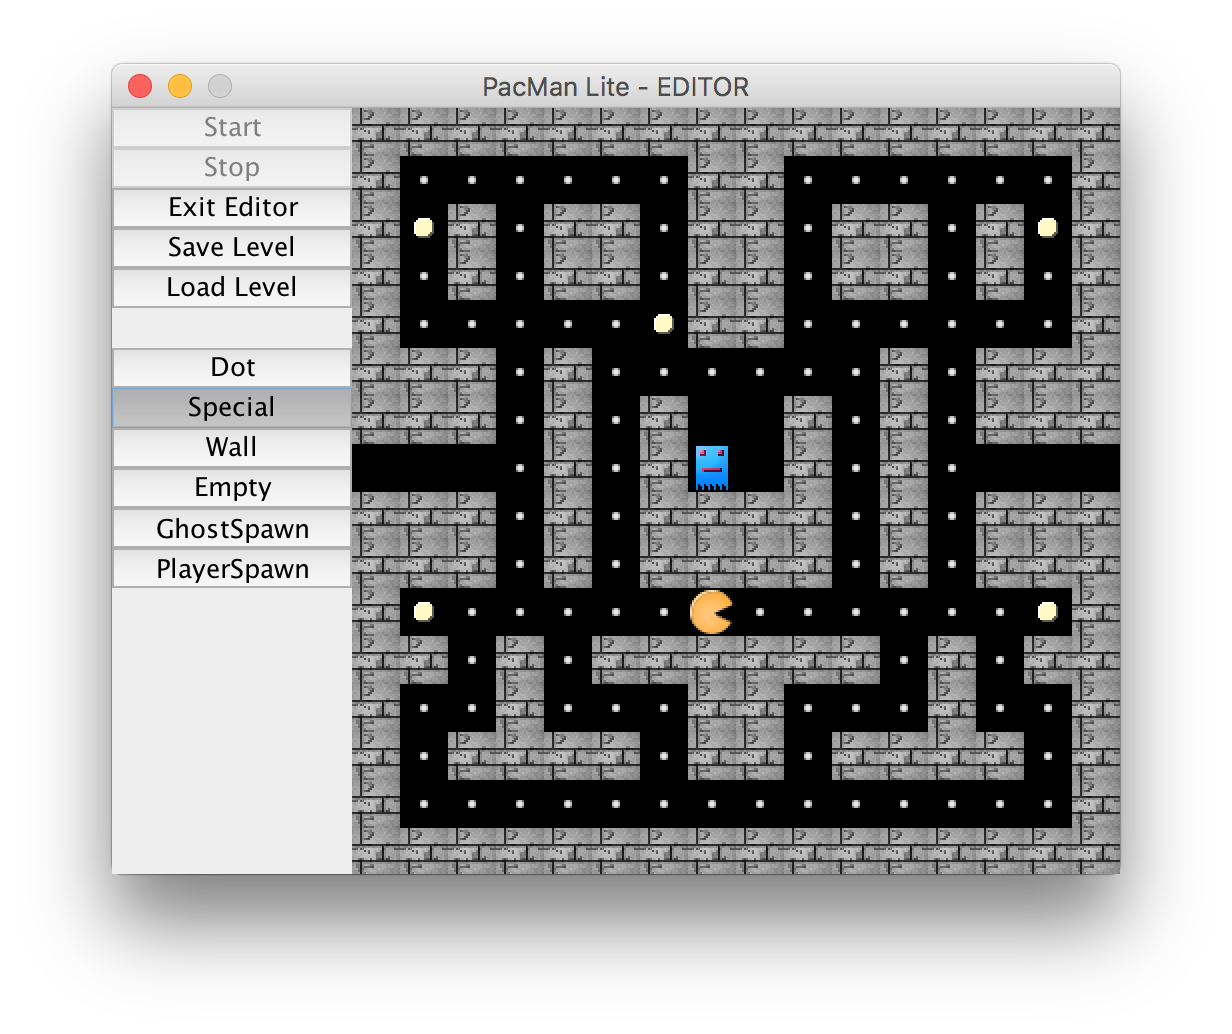 PacMan Lite - EDITOR
Start
Stop
Exit Editor
Save Level
Load Level
Dot
Special
Wall
Empty
GhostSpawn
PlayerSpawn